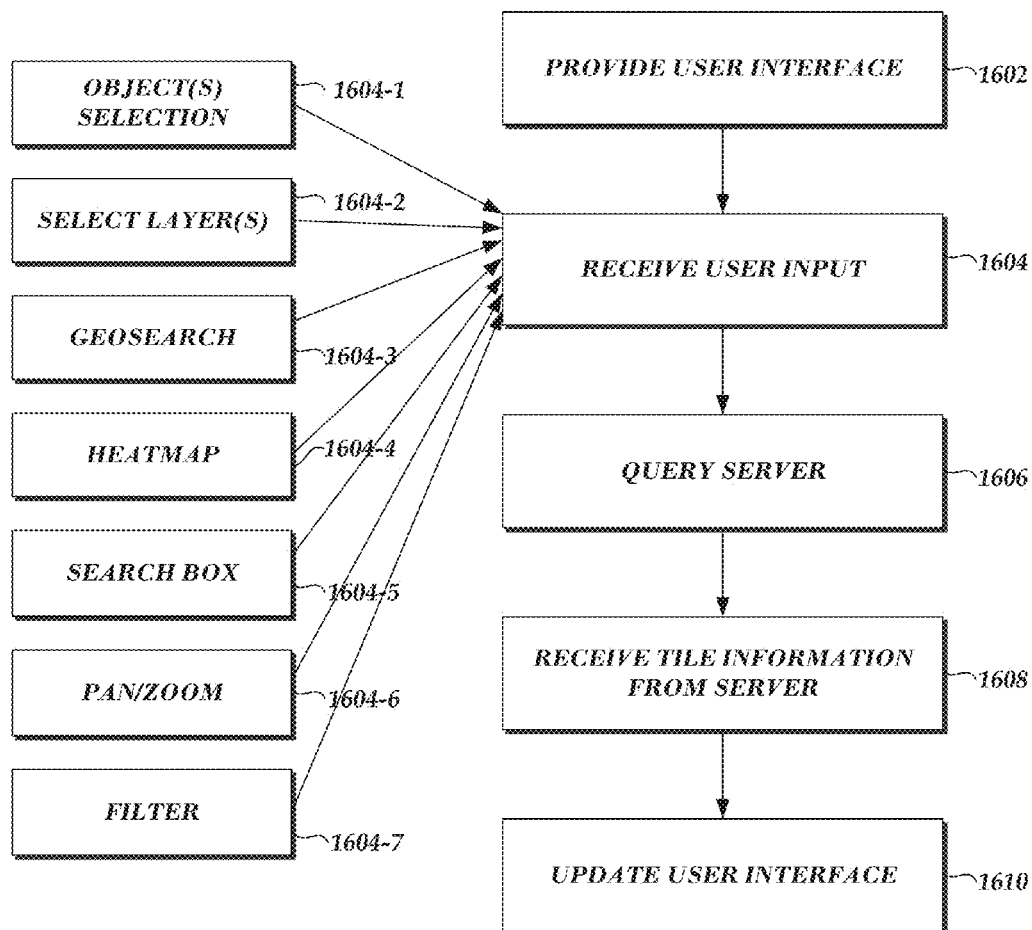 OBJECT(S)
SELECTION
1604-1
SELECT LAYER(S)
1604-2
GEOSEARCH
1604-3
HEATMAP
1604-4
SEARCH BOX
1604-5
PAN/ZOOM
1604-6
FILTER
1604-7
PROVIDE USER INTERFACE
1602
RECEIVE USER INPUT
1604
QUERY SERVER
1606
RECEIVE TILE INFORMATION
FROM SERVER
1608
UPDATE USER INTERFACE
1610